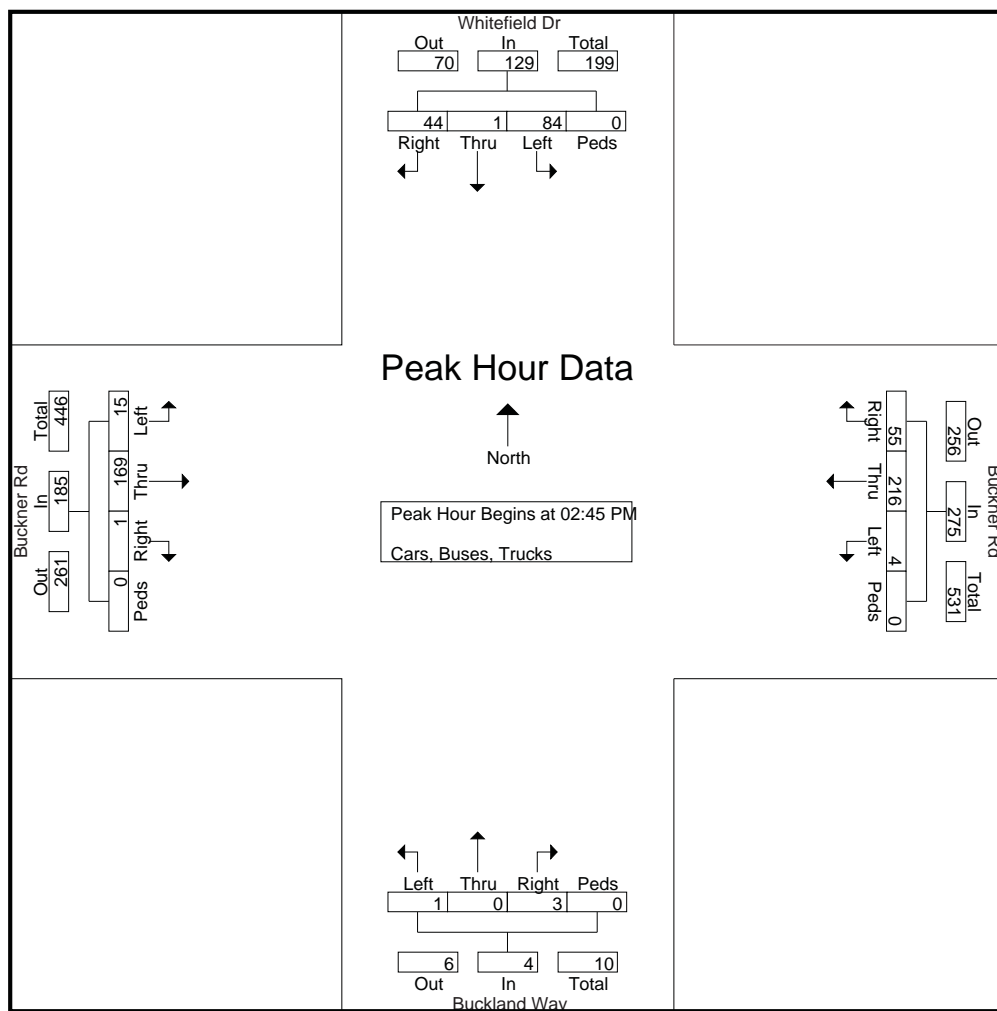 Whitefield Dr
Out In Total
70 129 199
44 1 84 0
Right Thru Left Peds
Peak Hour Data
North
Peak Hour Begins at 02:45 PM
Cars, Buses, Trucks
Buckner Rd
Out In Total
261 185 446
15 169 1 0
Left Thru Right Peds
Buckner Rd
Out In Total
256 275 531
55 216 4 0
Right Thru Left Peds
Left Thru Right Peds
1 0 3 0
6 4 10
Out In Total
Buckland Way